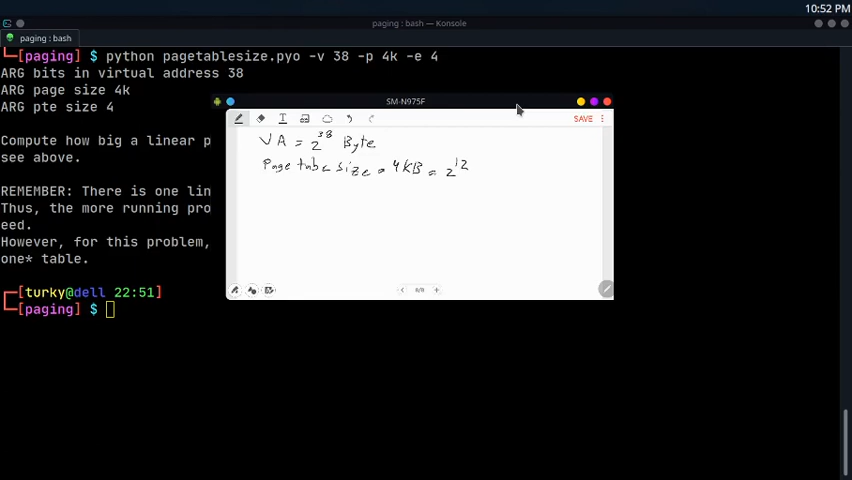 10:52 PM
paging : bash — Konsole
paging : bash
└─[paging] $ python pagetablesize.pyo -v 38 -p 4k -e 4
ARG bits in virtual address 38
ARG page size 4k
ARG pte size 4
SM-N975F
SAVE
VA = 2^38 Byte
Page table size = 4KB = 2^12
Compute how big a linear p
see above.
REMEMBER: There is one lin
Thus, the more running pro
eed.
However, for this problem,
one* table.
┌─[turky@dell 22:51]
└─[paging] $